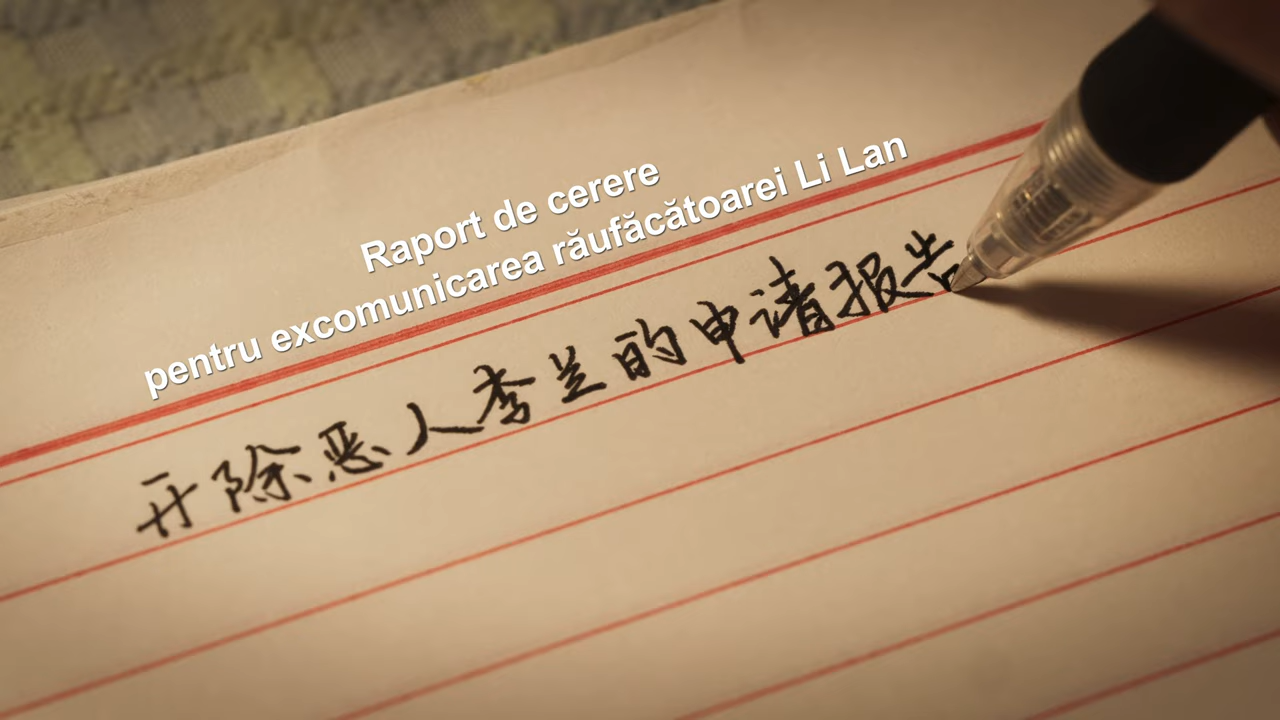 Raport de cerere
pentru excomunicarea răufăcătoarei Li Lan
开除恶人李兰的申请报告